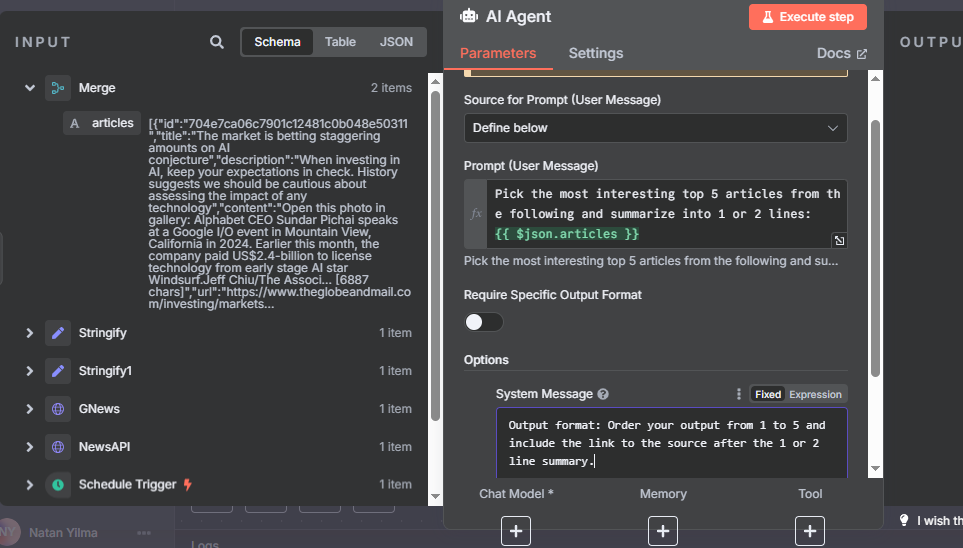 INPUT
Schema
Table
JSON
Merge
2 items
A articles
[{"id":"704e7ca06c7901c12481c0b048e50311
","title":"The market is betting staggering
amounts on AI
conjecture","description":"When investing in
AI, keep your expectations in check. History
suggests we should be cautious about
assessing the impact of any
technology","content":"Open this photo in
gallery: Alphabet CEO Sundar Pichai speaks
at a Google I/O event in Mountain View,
California in 2024. Earlier this month, the
company paid US$2.4-billion to license
technology from early stage AI star
Windsurf.Jeff Chiu/The Associ... [6887
chars]","url":"https://www.theglobeandmail.co
m/investing/markets...
Stringify
1 item
Stringify1
1 item
GNews
1 item
NewsAPI
1 item
Schedule Trigger
1 item
NY
Natan Yilma
...
Logs
AI Agent
Execute step
Parameters
Settings
Docs
Source for Prompt (User Message)
Define below
Prompt (User Message)
fx
Pick the most interesting top 5 articles from th
e following and summarize into 1 or 2 lines:
{{ $json.articles }}
Pick the most interesting top 5 articles from the following and su...
Require Specific Output Format
Options
System Message
Fixed
Expression
Output format: Order your output from 1 to 5 and
include the link to the source after the 1 or 2
line summary.
Chat Model *
Memory
Tool
OUTPU
I wish th